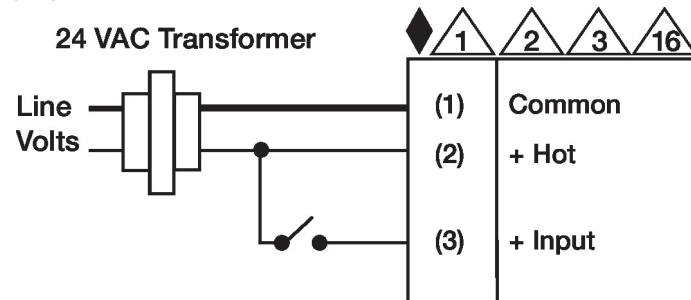 24 VAC Transformer
1 2 3 16
Line
Volts
(1) Common
(2) + Hot
(3) + Input